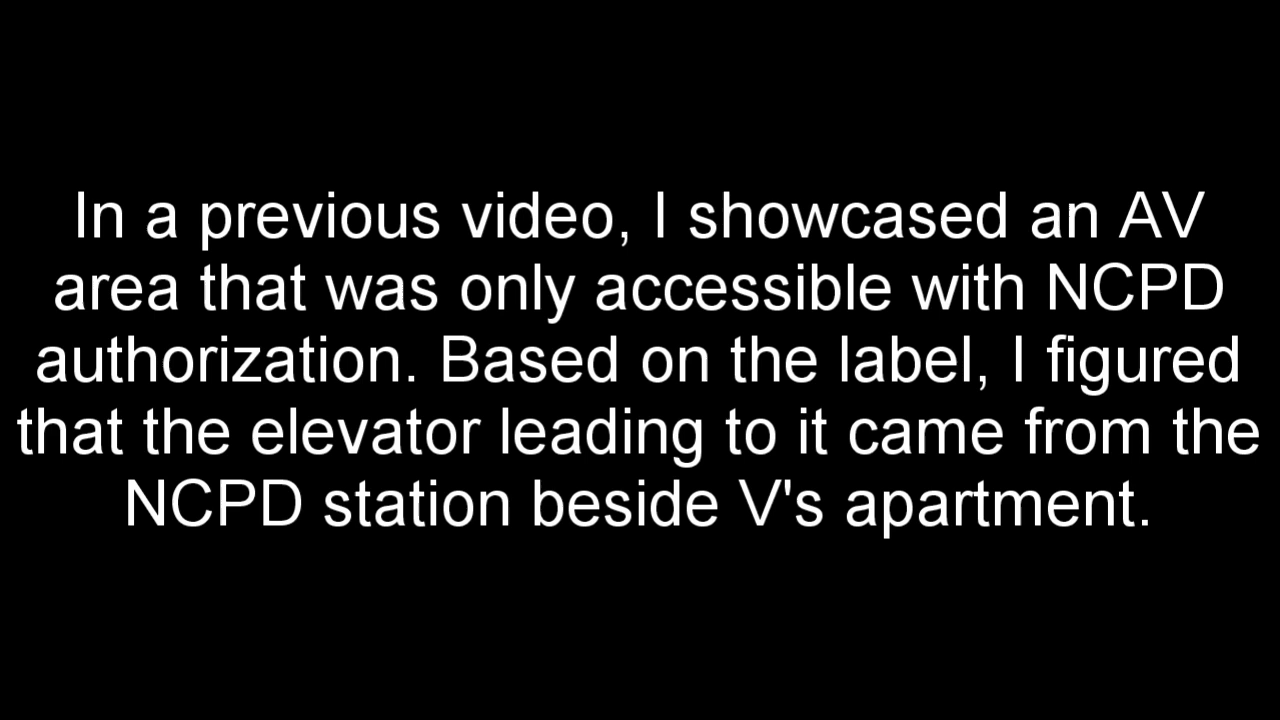 In a previous video, I showcased an AV
area that was only accessible with NCPD
authorization. Based on the label, I figured
that the elevator leading to it came from the
NCPD station beside V's apartment.